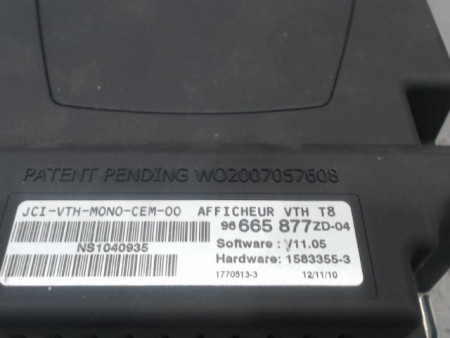 PATENT PENDING WO2007057608
JCI-VTH-MONO-CEM-00 AFFICHEUR VTH T8
96 665 877ZD-04
NS1040935
Software : V11.05
Hardware: 1583355-3
1770513-3 12/11/10